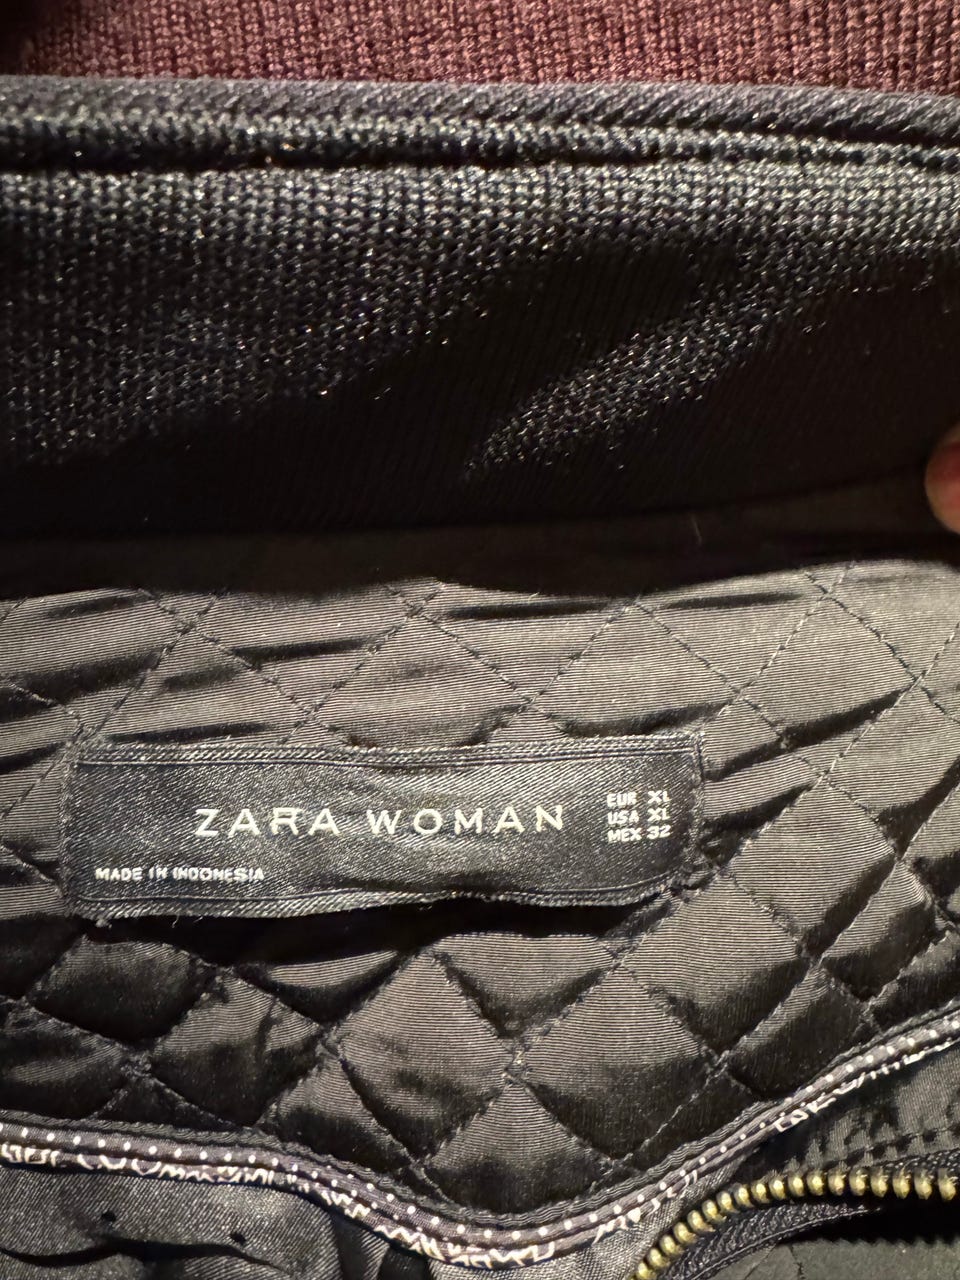 ZARA WOMAN
EUR XL
USA XL
MEX 32
MADE IN INDONESIA